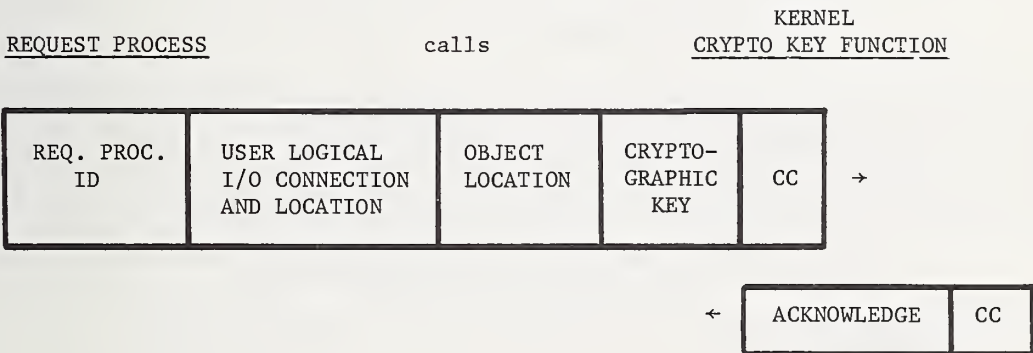 KERNEL
REQUEST PROCESS calls CRYPTO KEY FUNCTION
REQ. PROC. ID
USER LOGICAL I/O CONNECTION AND LOCATION
OBJECT LOCATION
CRYPTO-
GRAPHIC KEY
CC →
← ACKNOWLEDGE CC